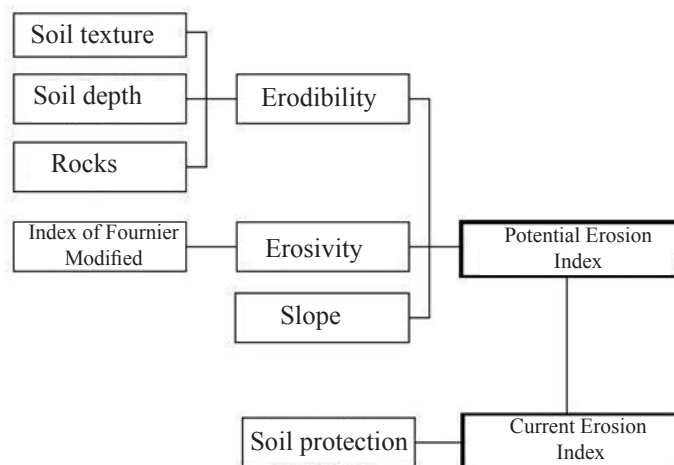 Soil texture
Soil depth
Erodibility
Rocks
Index of Fournier
Modified
Erosivity
Potential Erosion
Index
Slope
Soil protection
Current Erosion
Index